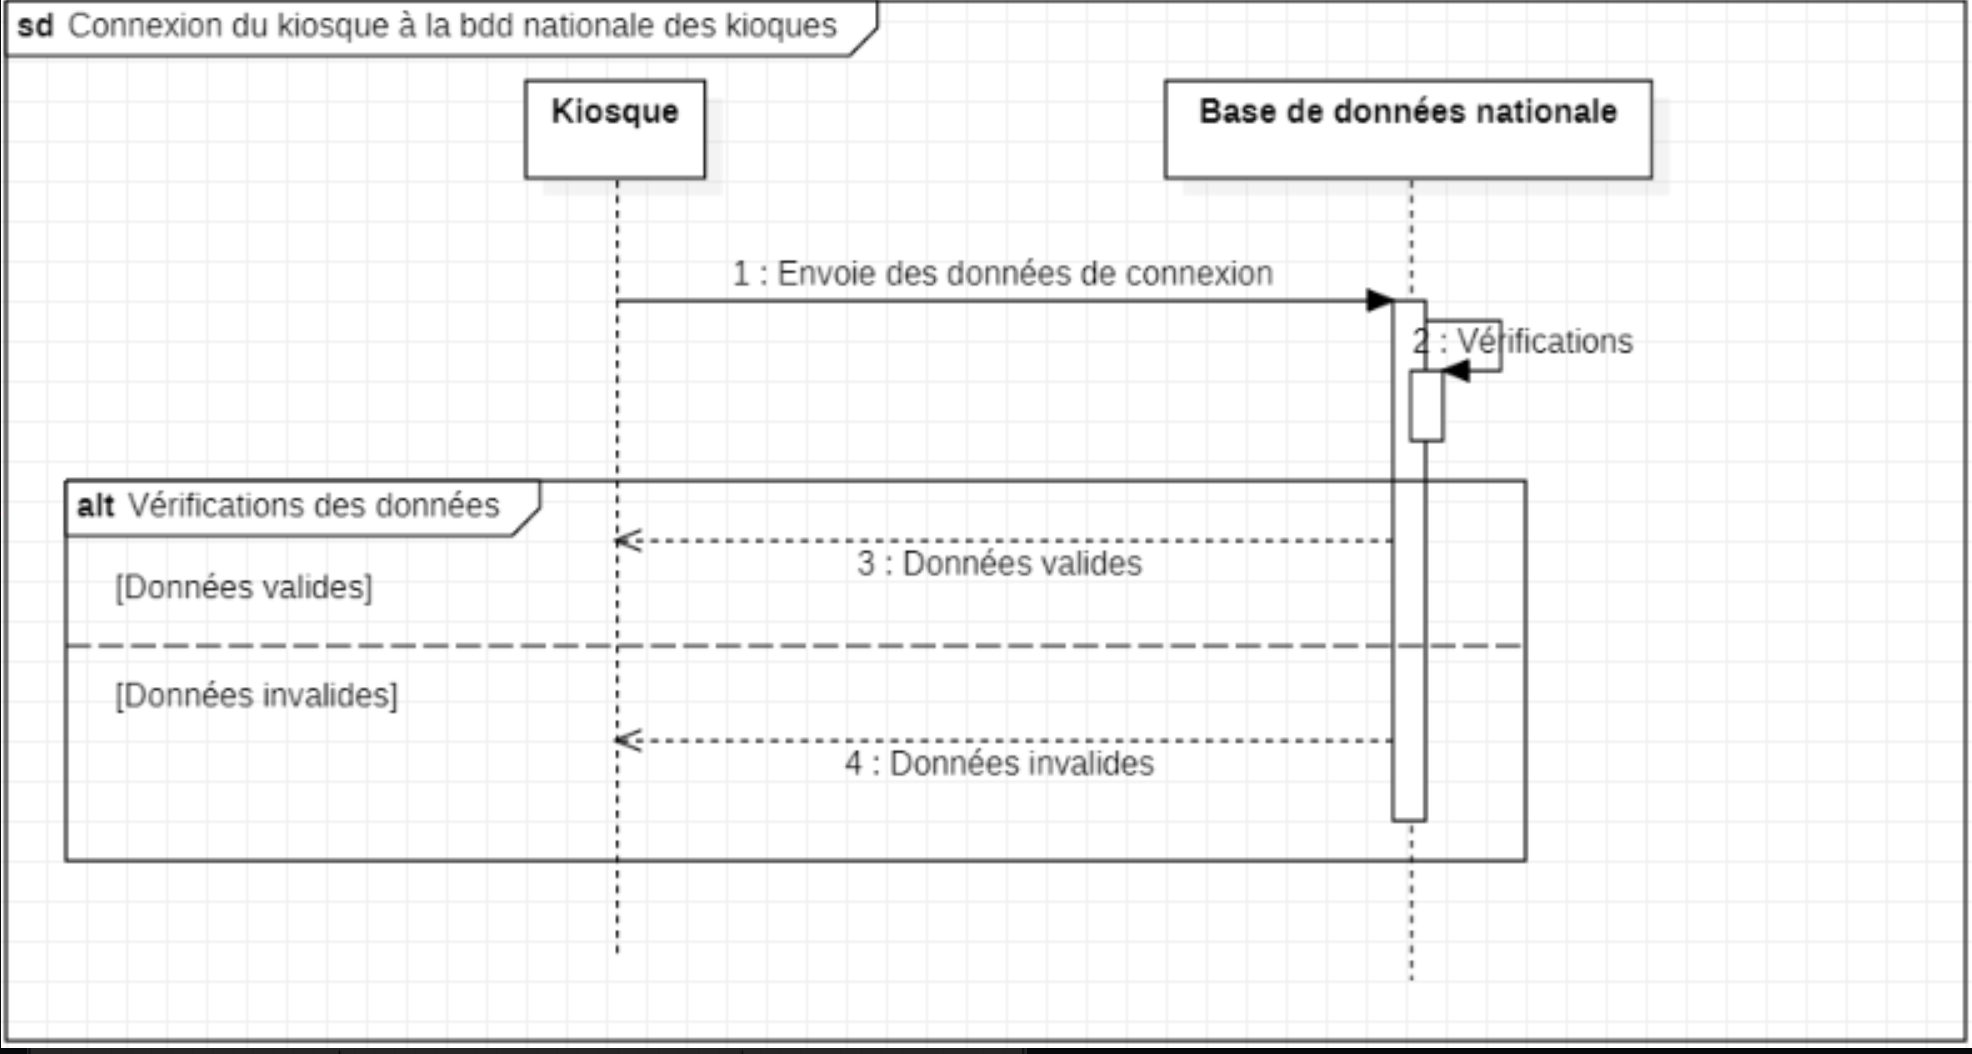 sd Connexion du kiosque à la bdd nationale des kioques
Kiosque
Base de données nationale
1 : Envoie des données de connexion
2 : Vérifications
alt Vérifications des données
3 : Données valides
[Données valides]
[Données invalides]
4 : Données invalides